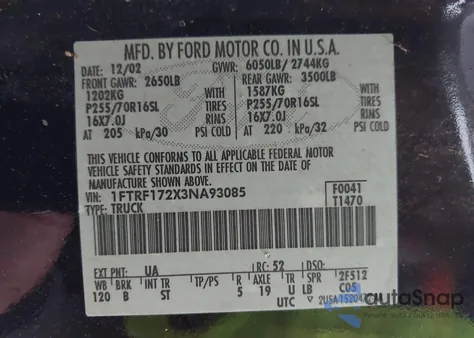 MFD. BY FORD MOTOR CO. IN U.S.A.
DATE: 12/02 GVWR: 6050LB/ 2744KG
FRONT GAWR: 2650LB REAR GAWR: 3500LB
1202KG WITH 1587KG WITH
P255/70R16SL TIRES P255/70R16SL TIRES
16X7.0J RIMS 16X7.0J RIMS
AT 205 kPa/30 PSI COLD AT 220 kPa/32 PSI COLD
THIS VEHICLE CONFORMS TO ALL APPLICABLE FEDERAL MOTOR
VEHICLE SAFETY STANDARDS IN EFFECT ON THE DATE OF
MANUFACTURE SHOWN ABOVE.
VIN: 1FTRF172X3NA93085 F0041
TYPE: TRUCK T1470
EXT PNT: UA RC: 52 DSO:
WB BRK INT TR TP/PS R AX TR SPR 2F512
120 B ST 5 19 U LB C05
UTC
autoSnap